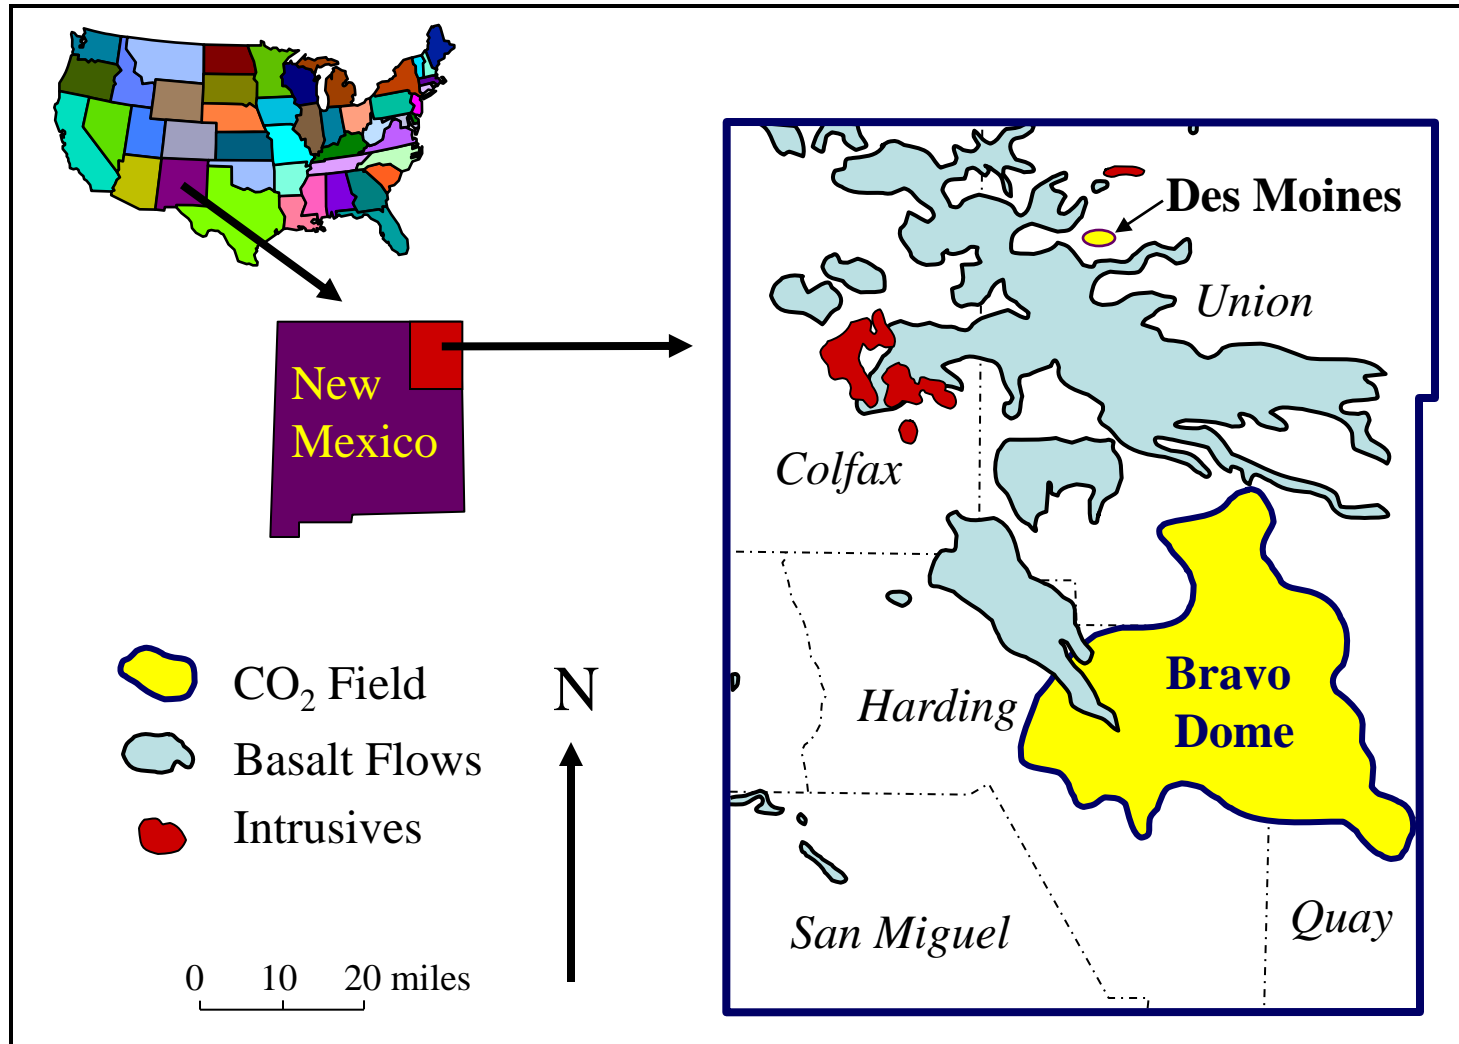 New
Mexico
CO₂ Field
Basalt Flows
Intrusives
N
0 10 20 miles
Des Moines
Union
Colfax
Harding
Bravo
Dome
San Miguel
Quay